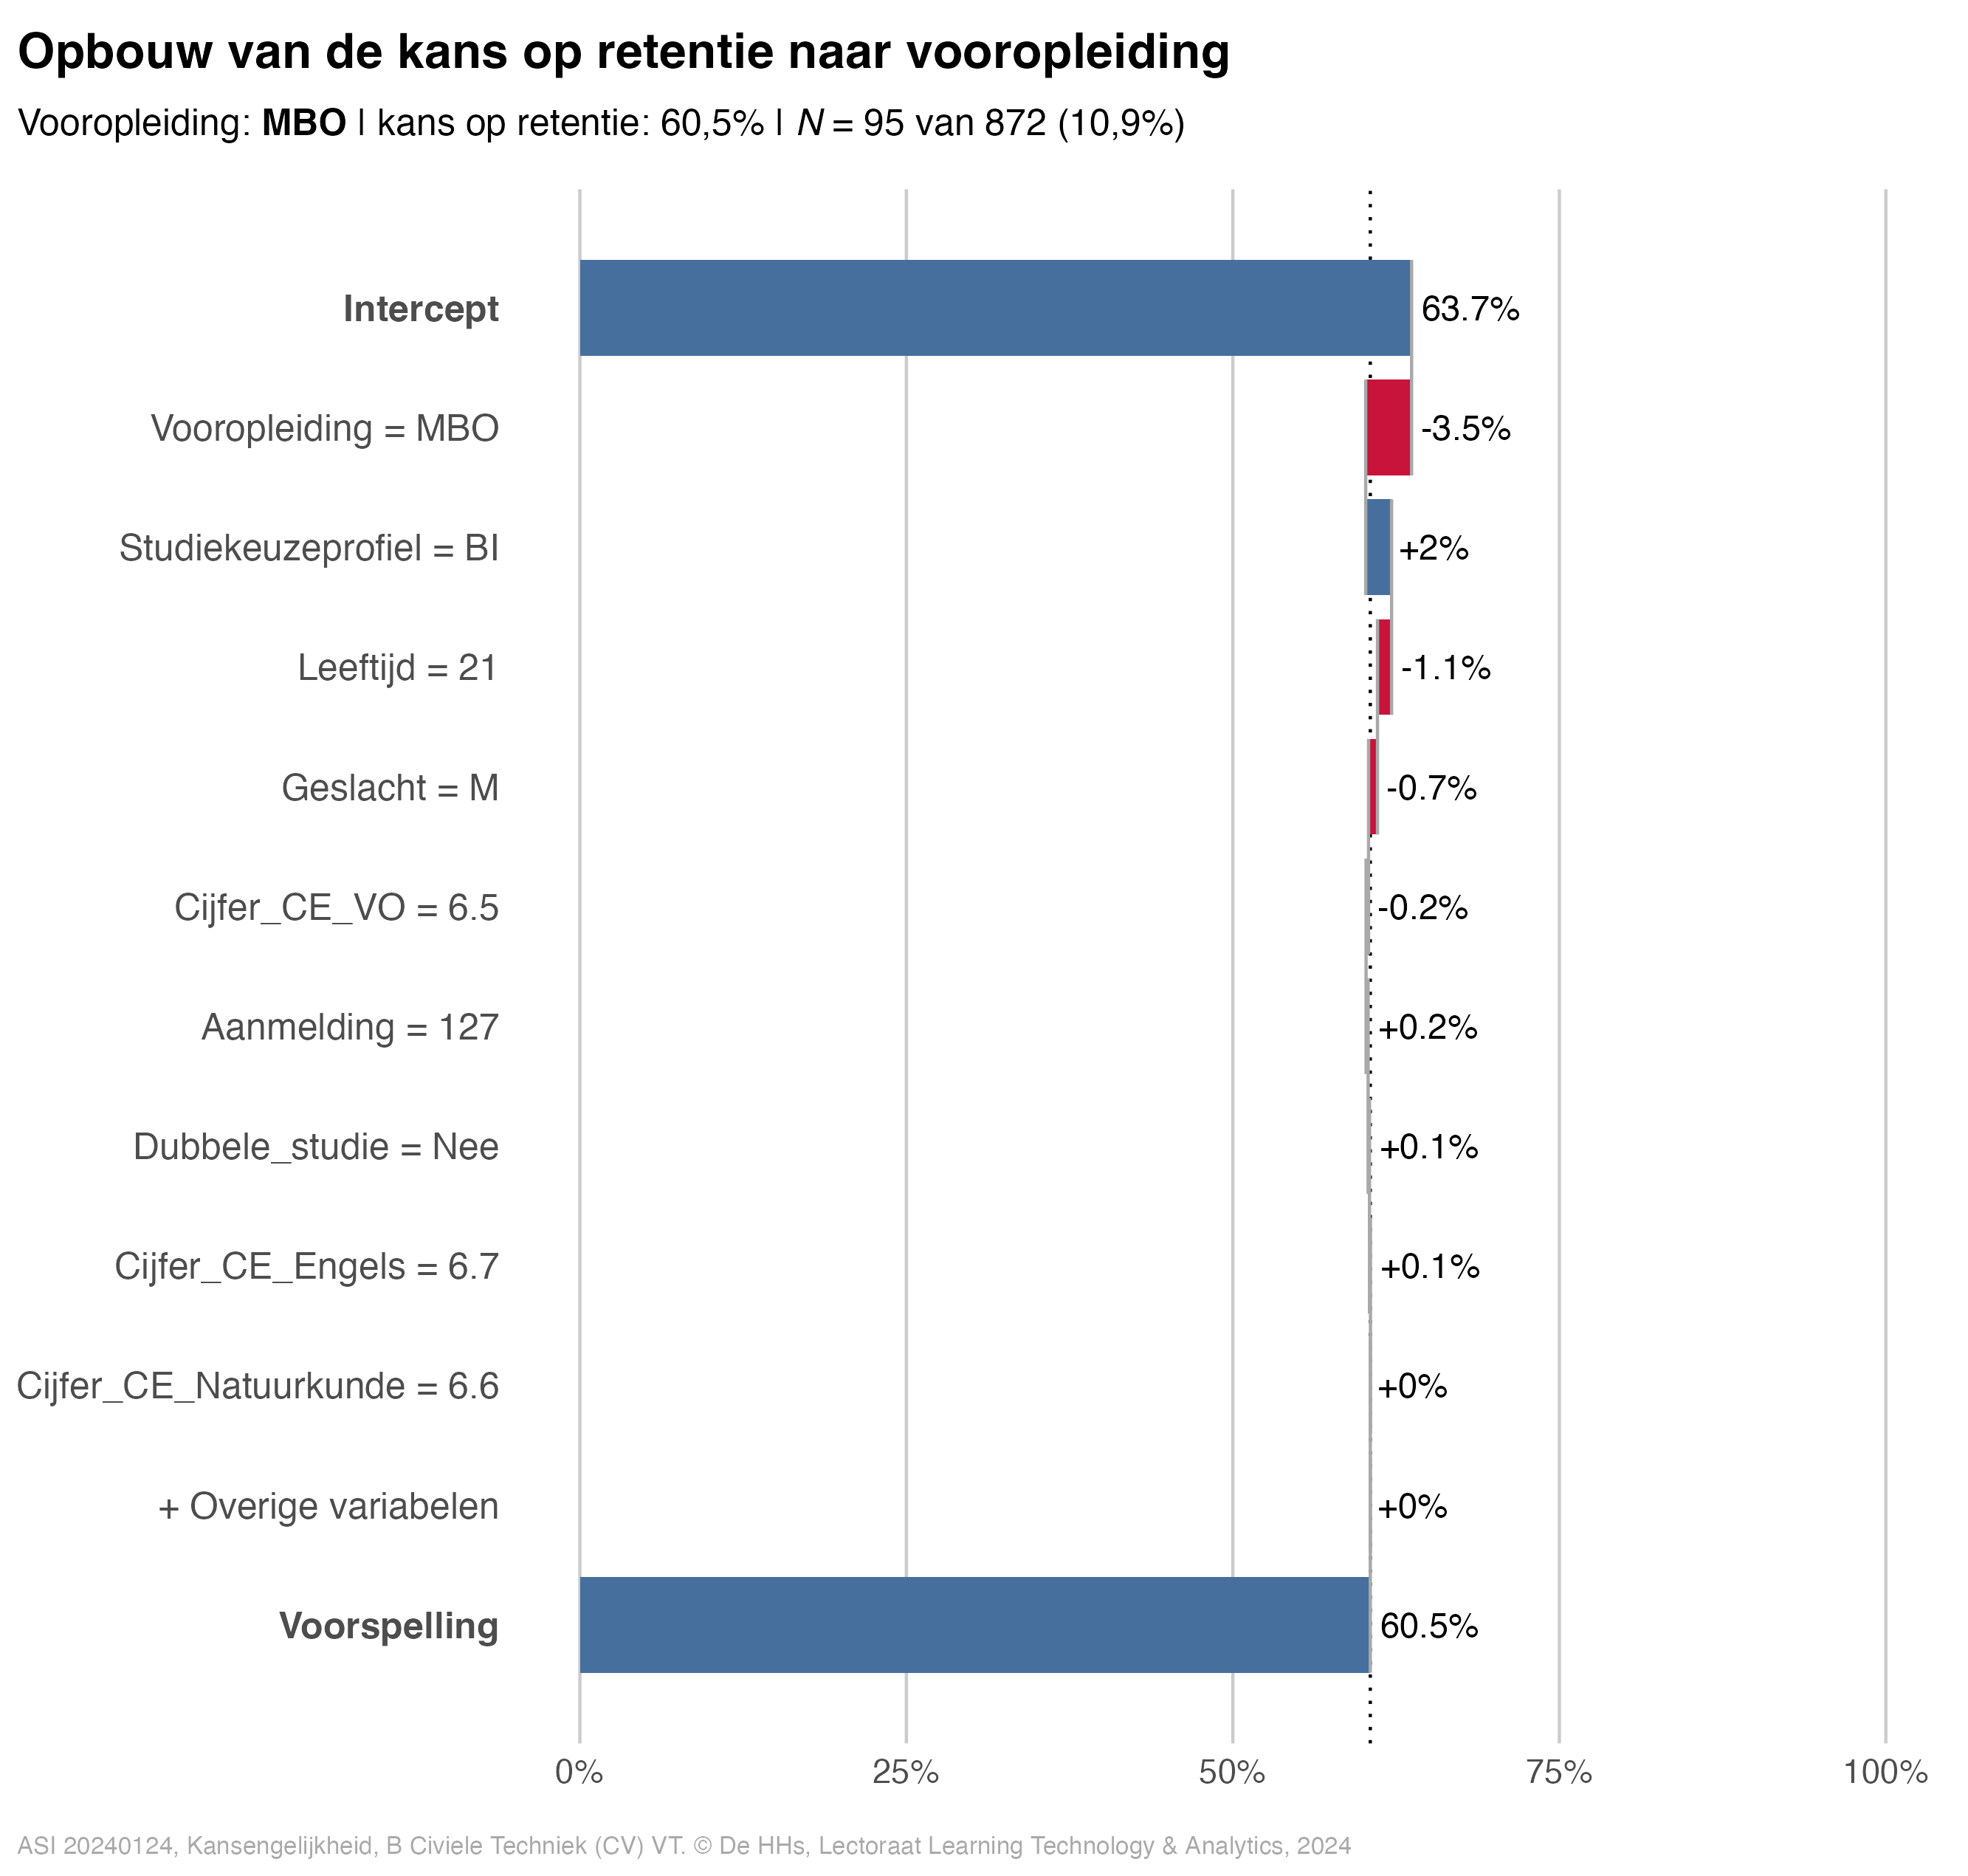 Opbouw van de kans op retentie naar vooropleiding
Vooropleiding: MBO | kans op retentie: 60,5% | N = 95 van 872 (10,9%)
Intercept 63.7%
Vooropleiding = MBO -3.5%
Studiekeuzeprofiel = BI +2%
Leeftijd = 21 -1.1%
Geslacht = M -0.7%
Cijfer_CE_VO = 6.5 -0.2%
Aanmelding = 127 +0.2%
Dubbele_studie = Nee +0.1%
Cijfer_CE_Engels = 6.7 +0.1%
Cijfer_CE_Natuurkunde = 6.6 +0%
+ Overige variabelen +0%
Voorspelling 60.5%
0% 25% 50% 75% 100%
ASI 20240124, Kansengelijkheid, B Civiele Techniek (CV) VT. © De HHs, Lectoraat Learning Technology & Analytics, 2024